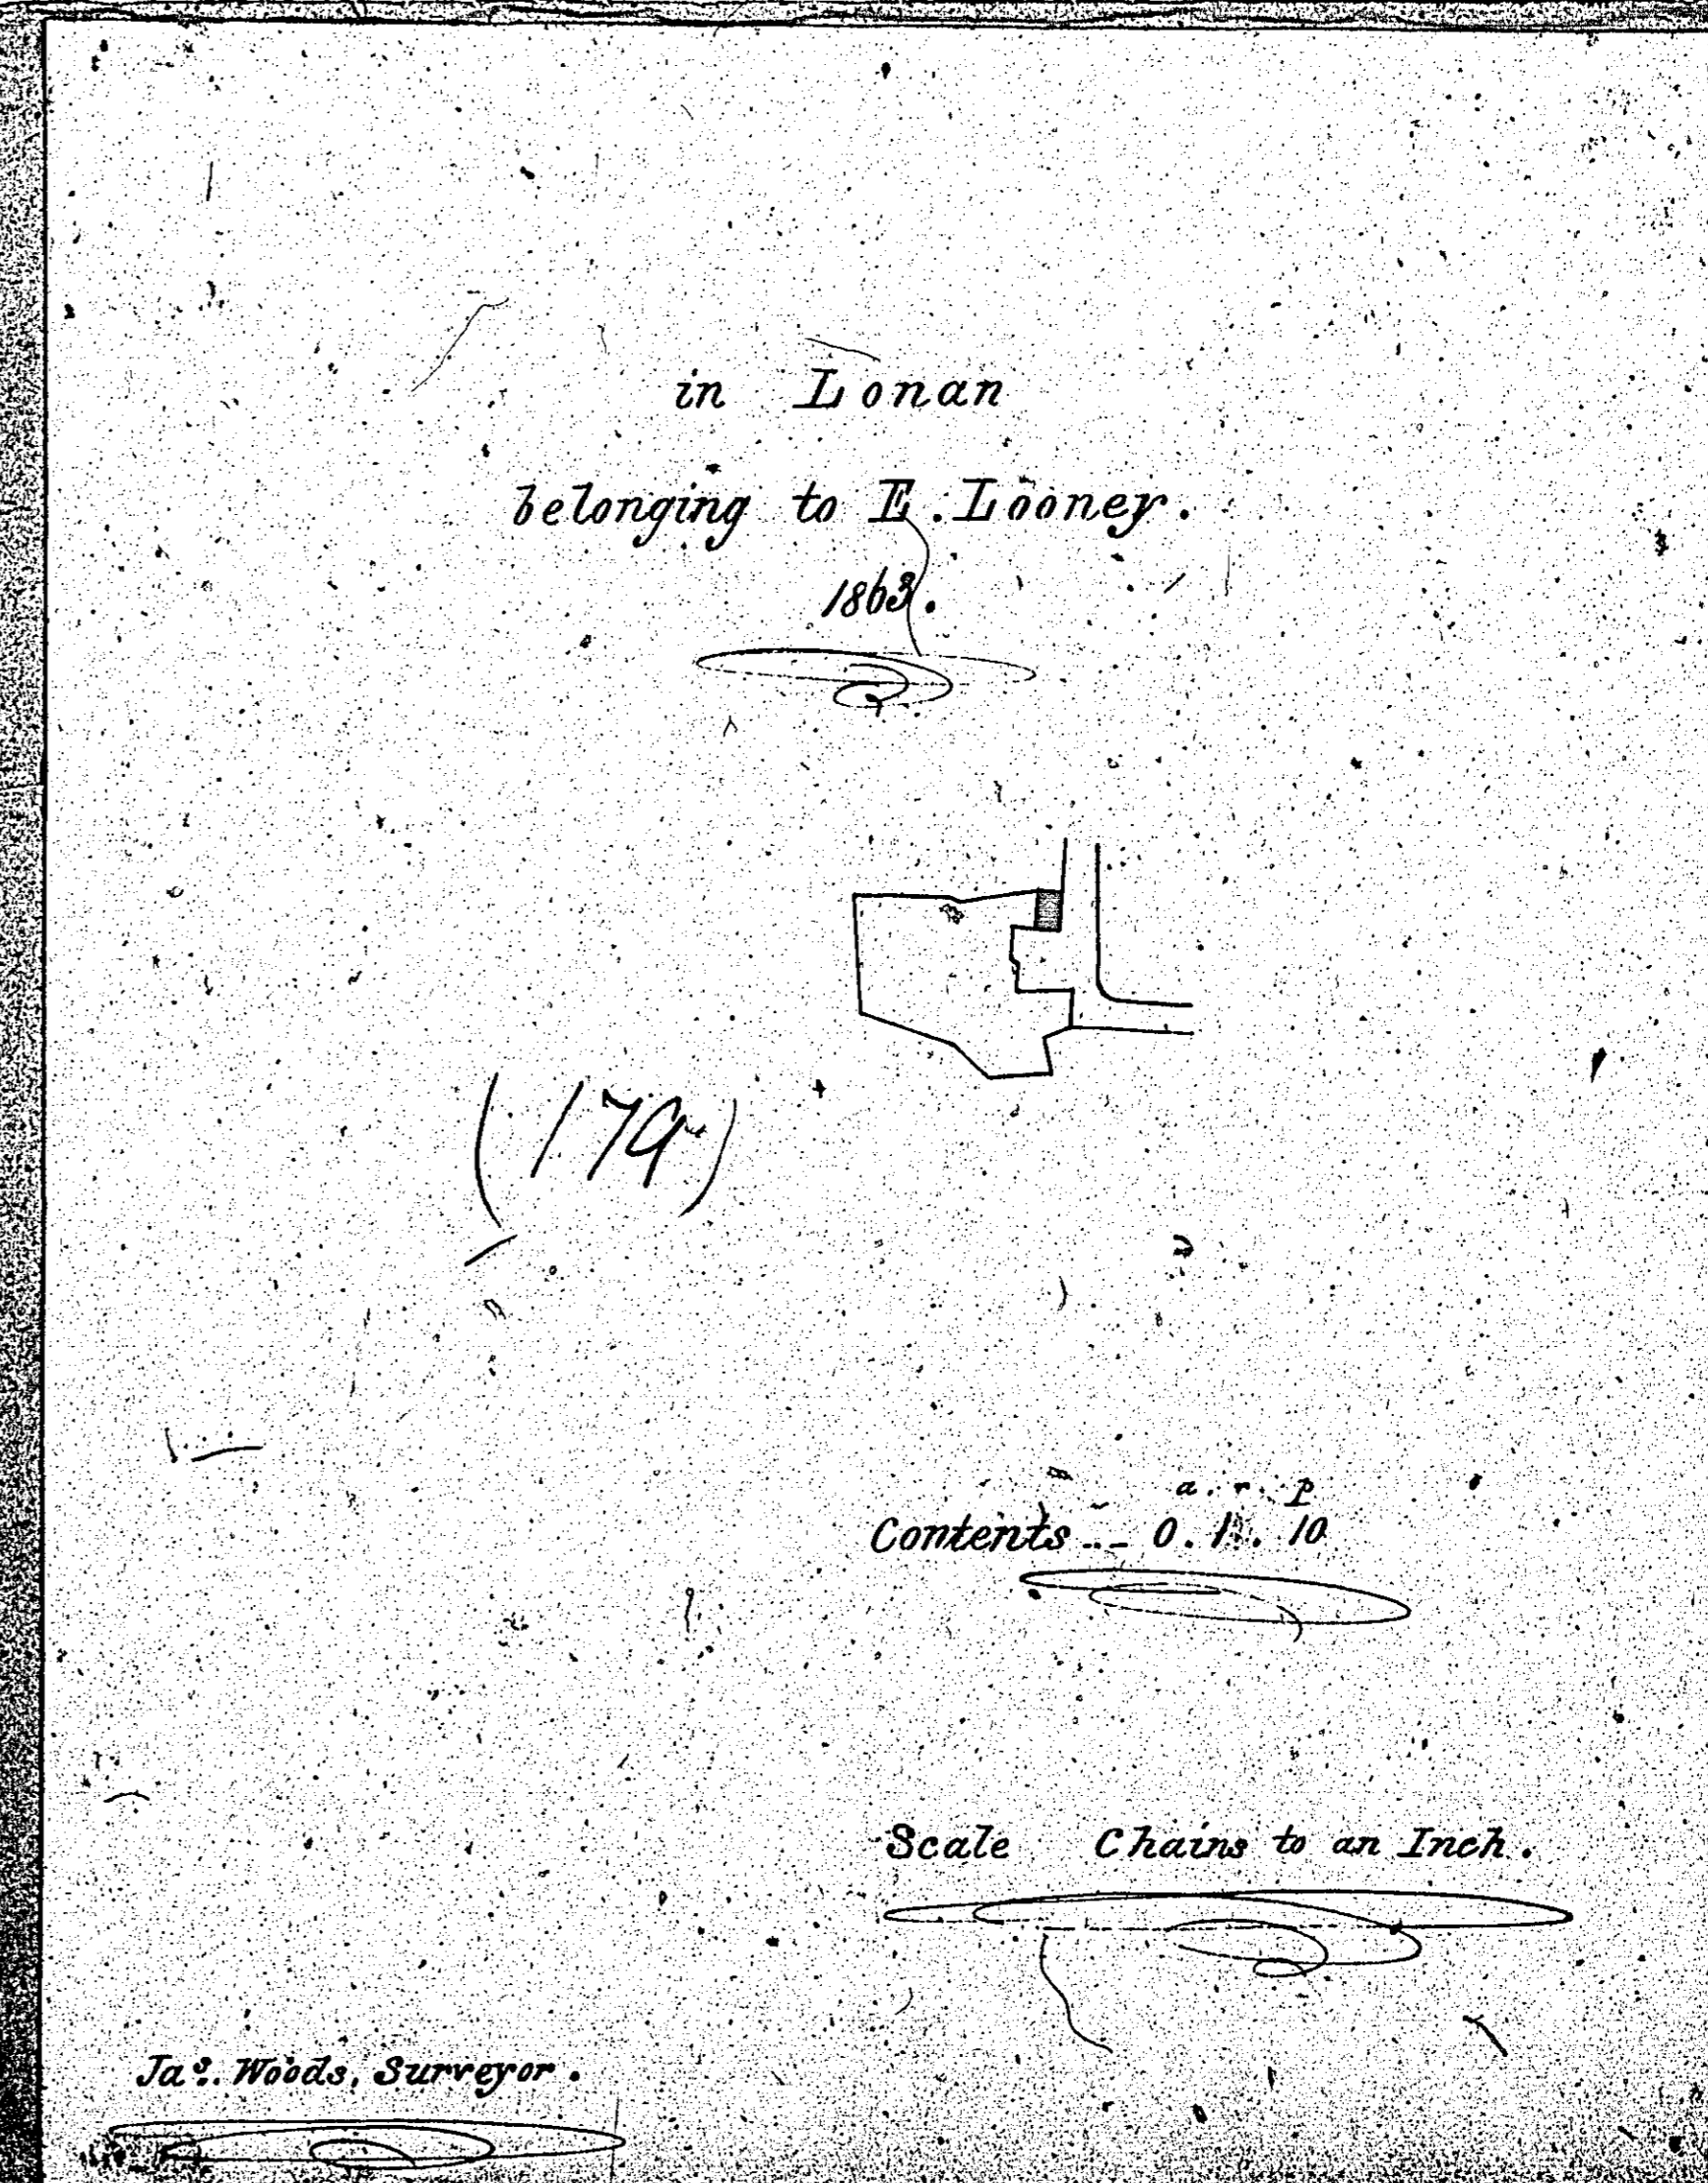 in Lonan
belonging to E. Looney.
1863.
(179)
a. r. p
Contents 0. 1. 10
Scale Chains to an Inch.
Jas. Woods, Surveyor.